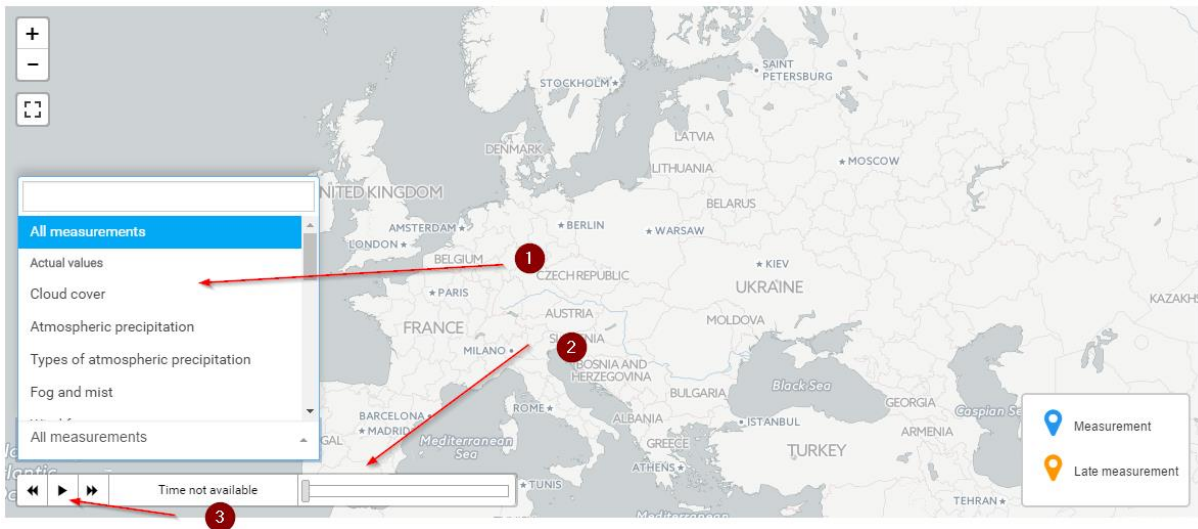 +
−
STOCKHOLM
SAINT
PETERSBURG
DENMARK
LATVIA
LITHUANIA
MOSCOW
NITED KINGDOM
BELARUS
All measurements
AMSTERDAM
BERLIN
WARSAW
LONDON
Actual values
BELGIUM
1
CZECH REPUBLIC
KIEV
UKRAINE
Cloud cover
PARIS
KAZAKH
AUSTRIA
MOLDOVA
Atmospheric precipitation
FRANCE
2
MILANO
Types of atmospheric precipitation
BOSNIA AND
HERZEGOVINA
Fog and mist
BULGARIA
Black Sea
GEORGIA
Caspian Se
BARCELONA
ROME
ALBANIA
ISTANBUL
Measurement
All measurements
GAL
MADRID
Mediterranean
Sea
GREECE
TURKEY
ARMENIA
ATHENS
Late measurement
Time not available
TUNIS
TEHRAN
3
Mediterranean